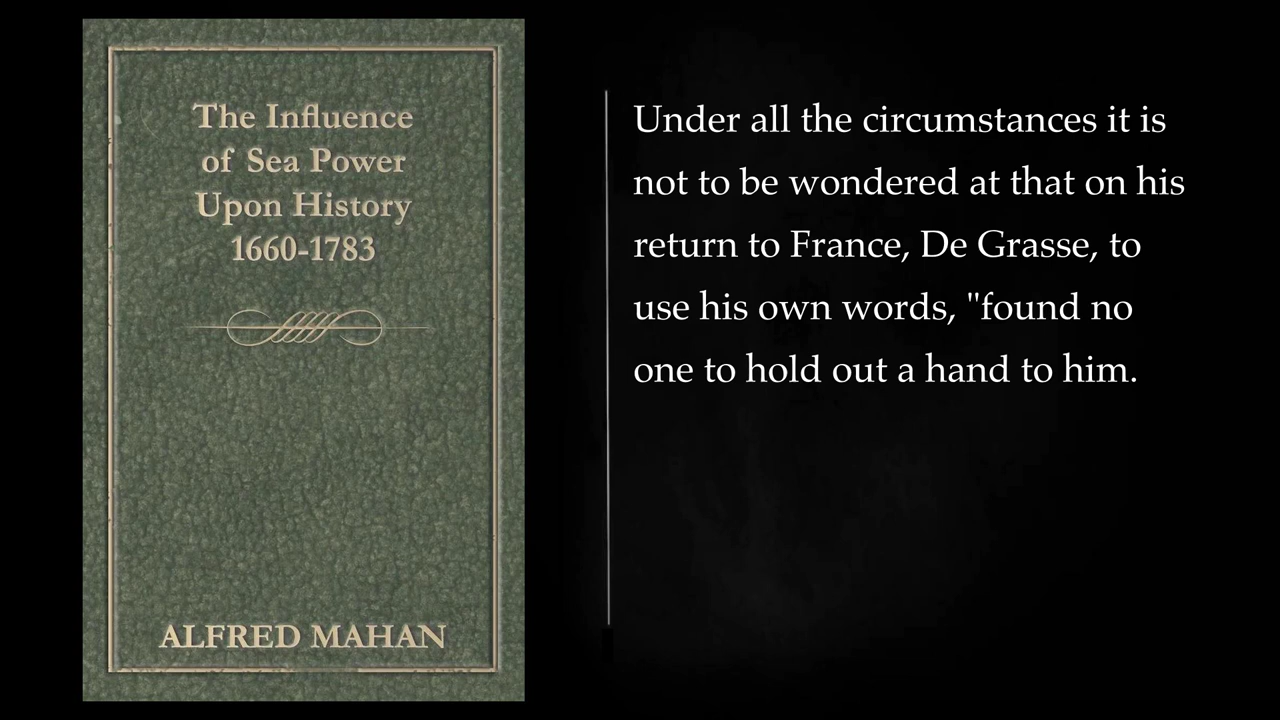 The Influence
of Sea Power
Upon History
1660-1783
ALFRED MAHAN
Under all the circumstances it is
not to be wondered at that on his
return to France, De Grasse, to
use his own words, "found no
one to hold out a hand to him.